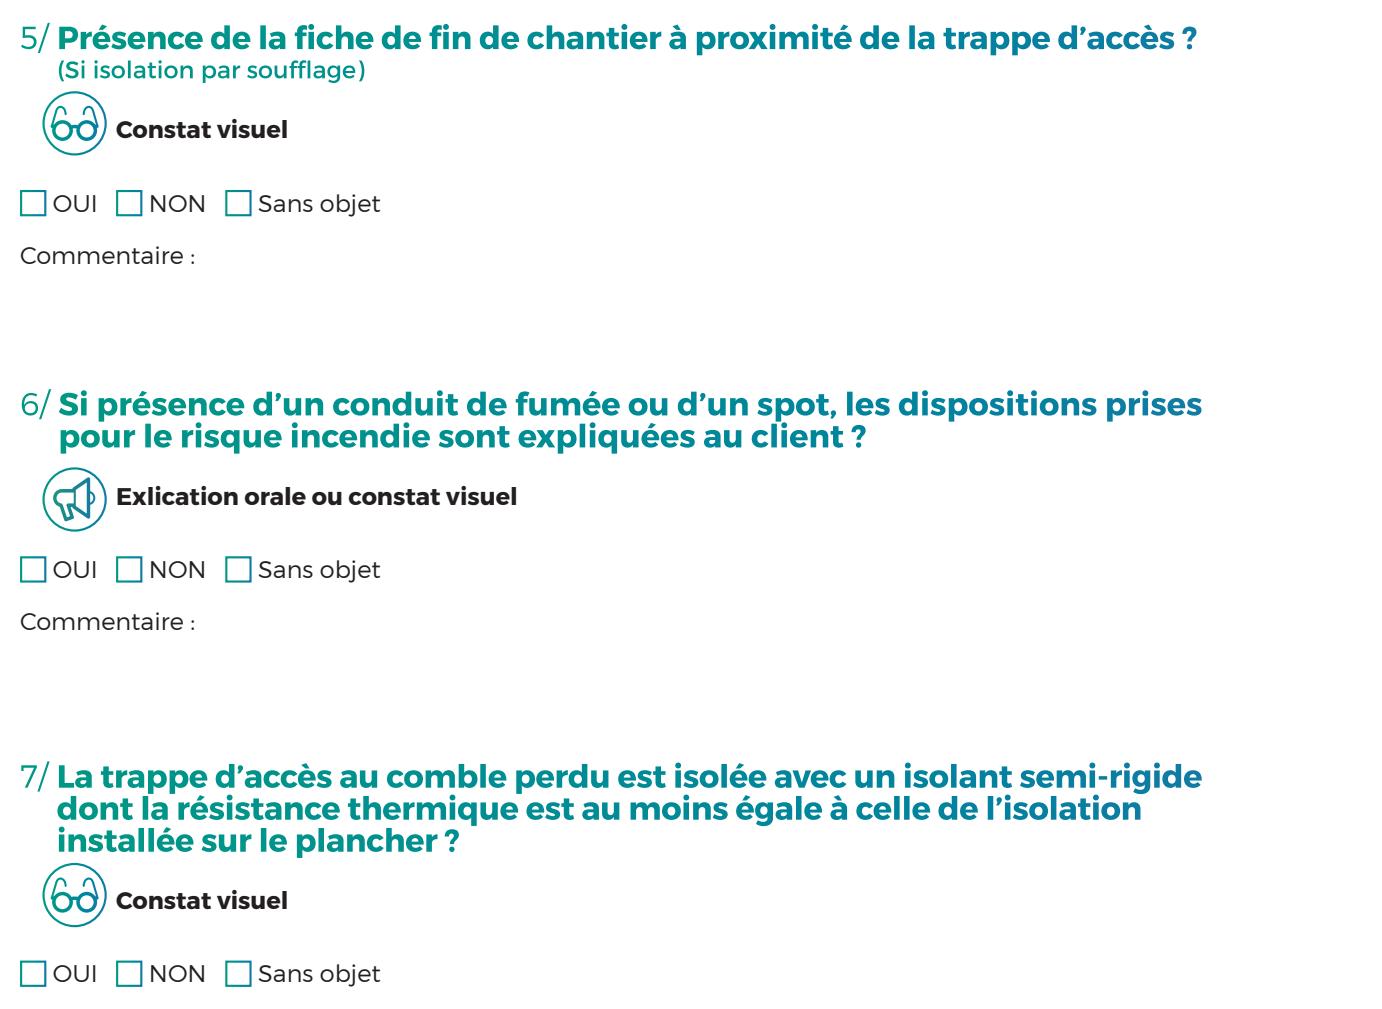 5/ Présence de la fiche de fin de chantier à proximité de la trappe d’accès ?
(Si isolation par soufflage)
Constat visuel
OUI NON Sans objet
Commentaire :
6/ Si présence d’un conduit de fumée ou d’un spot, les dispositions prises
pour le risque incendie sont expliquées au client ?
Exlication orale ou constat visuel
OUI NON Sans objet
Commentaire :
7/ La trappe d’accès au comble perdu est isolée avec un isolant semi-rigide
dont la résistance thermique est au moins égale à celle de l’isolation
installée sur le plancher ?
Constat visuel
OUI NON Sans objet